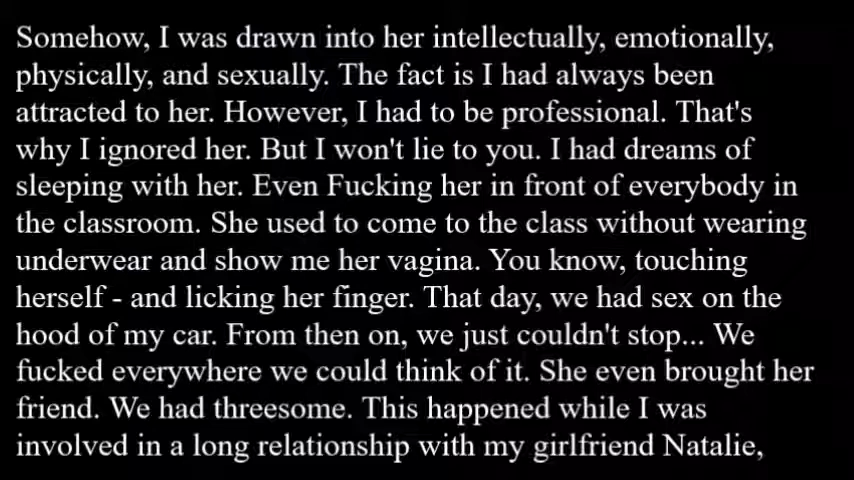 Somehow, I was drawn into her intellectually, emotionally,
physically, and sexually. The fact is I had always been
attracted to her. However, I had to be professional. That's
why I ignored her. But I won't lie to you. I had dreams of
sleeping with her. Even Fucking her in front of everybody in
the classroom. She used to come to the class without wearing
underwear and show me her vagina. You know, touching
herself - and licking her finger. That day, we had sex on the
hood of my car. From then on, we just couldn't stop... We
fucked everywhere we could think of it. She even brought her
friend. We had threesome. This happened while I was
involved in a long relationship with my girlfriend Natalie,